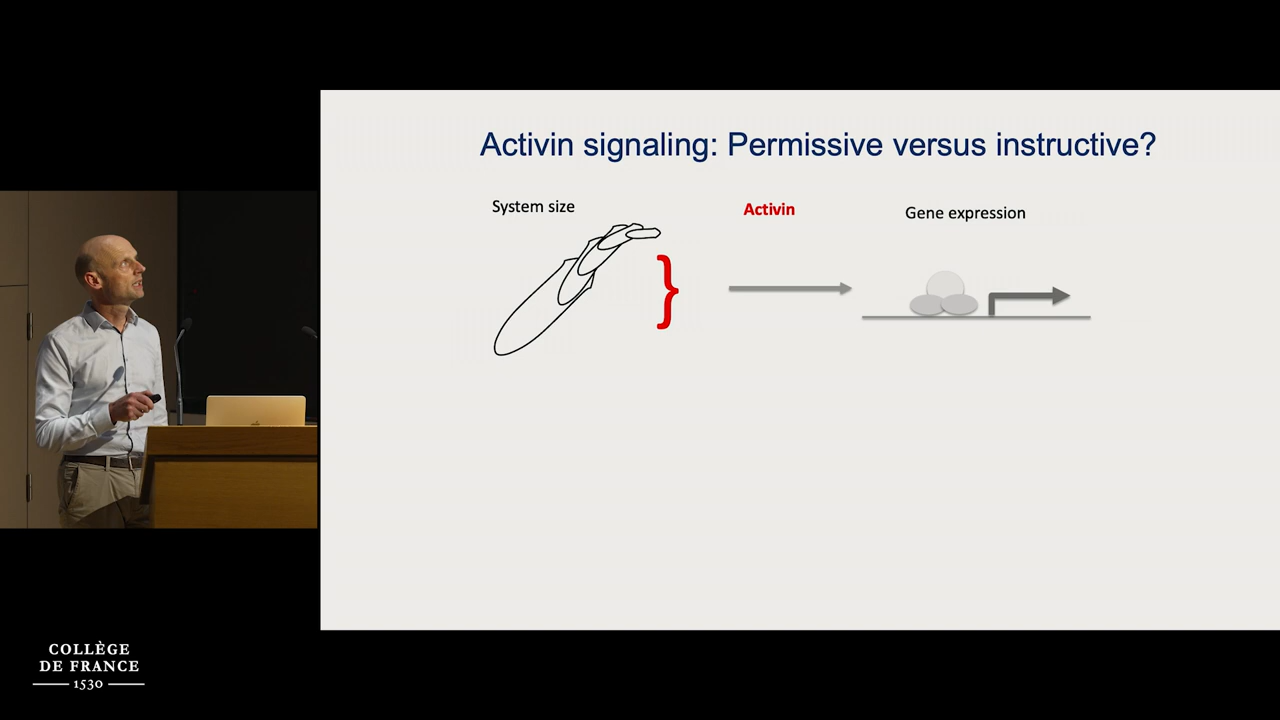 Activin signaling: Permissive versus instructive?
System size
Activin
Gene expression
}
COLLÈGE
DE FRANCE
1530